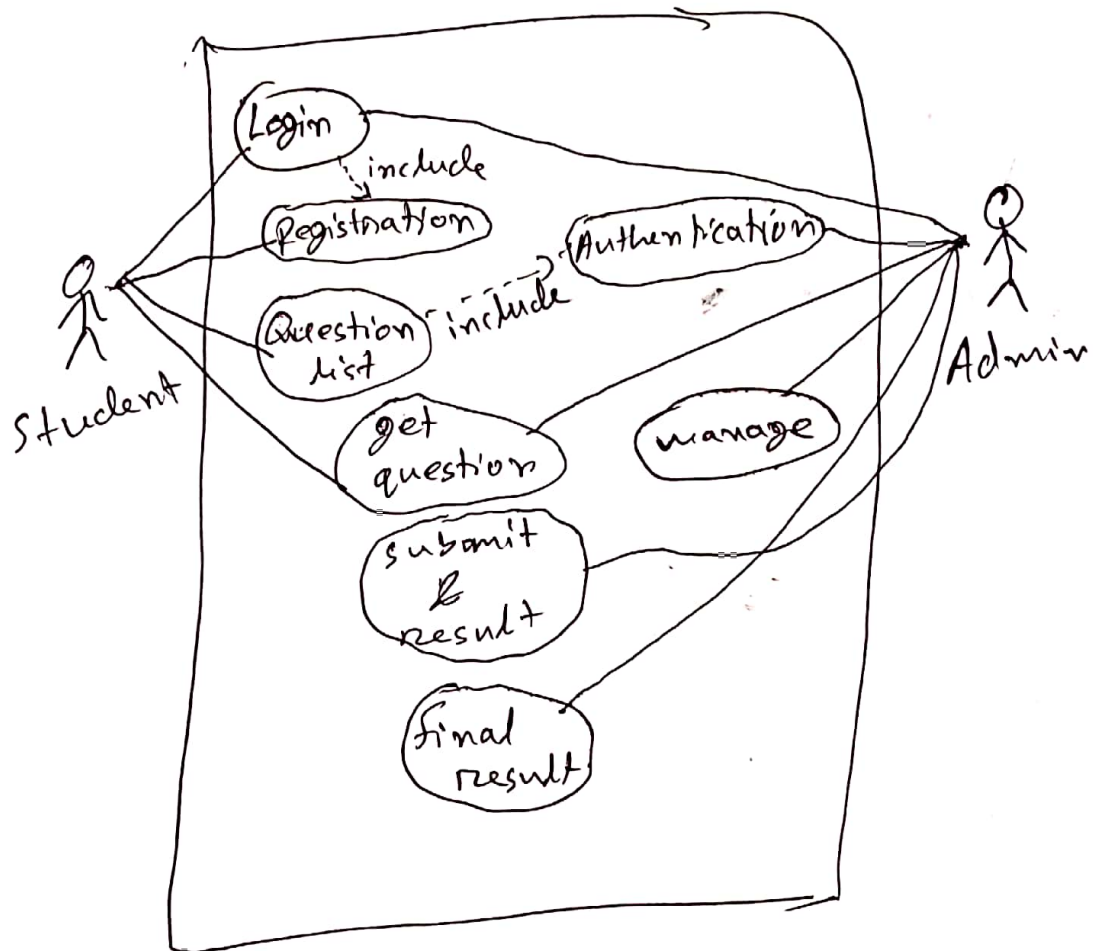 Login
include
Registration
Authentication
Question
list
include
Student
Admin
get
question
manage
submit
&
result
final
result